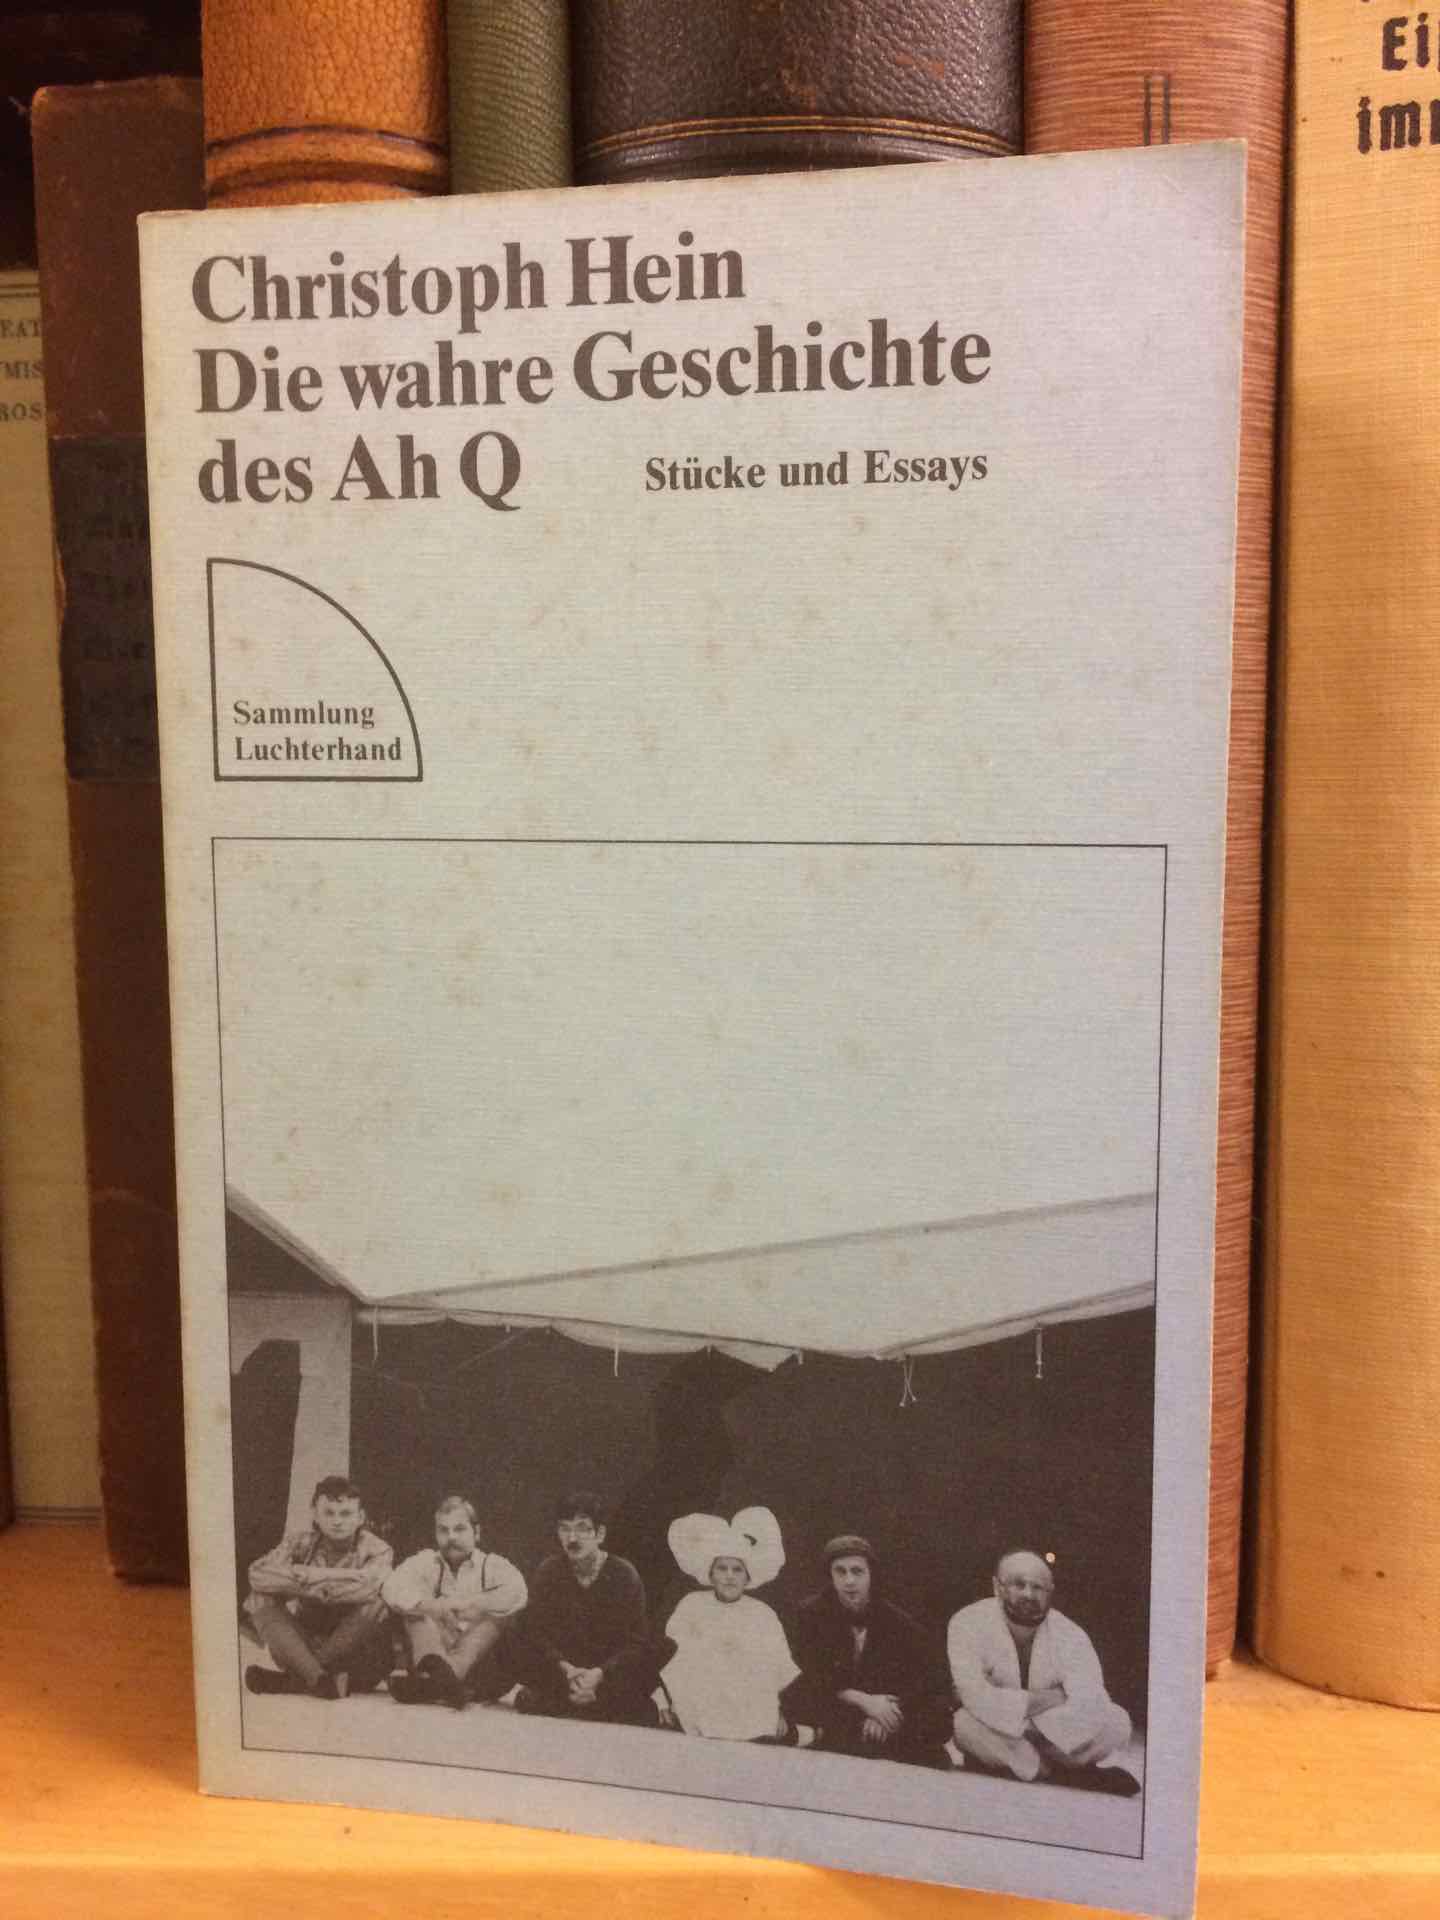 Christoph Hein
Die wahre Geschichte
des Ah Q
Stücke und Essays
Sammlung
Luchterhand